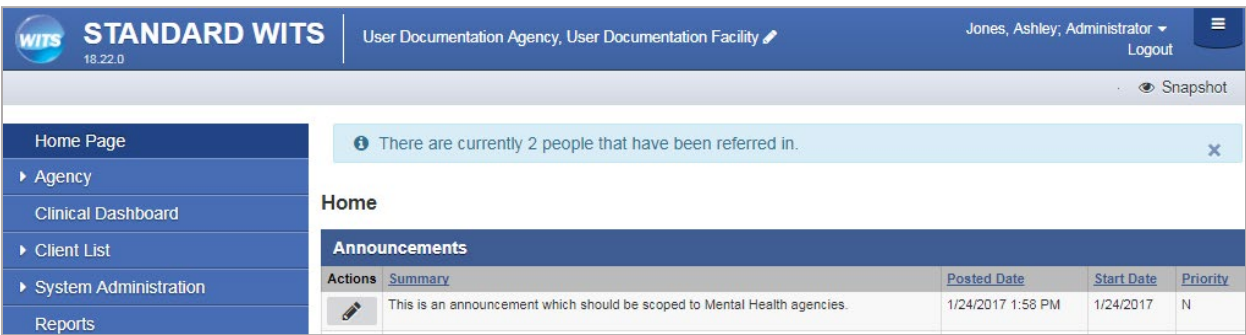 WITS
STANDARD WITS
18.22.0
User Documentation Agency, User Documentation Facility
Jones, Ashley; Administrator
Logout
Snapshot
Home Page
Agency
Clinical Dashboard
Client List
System Administration
Reports
There are currently 2 people that have been referred in.
Home
Announcements
Actions Summary Posted Date Start Date Priority
This is an announcement which should be scoped to Mental Health agencies. 1/24/2017 1:58 PM 1/24/2017 N